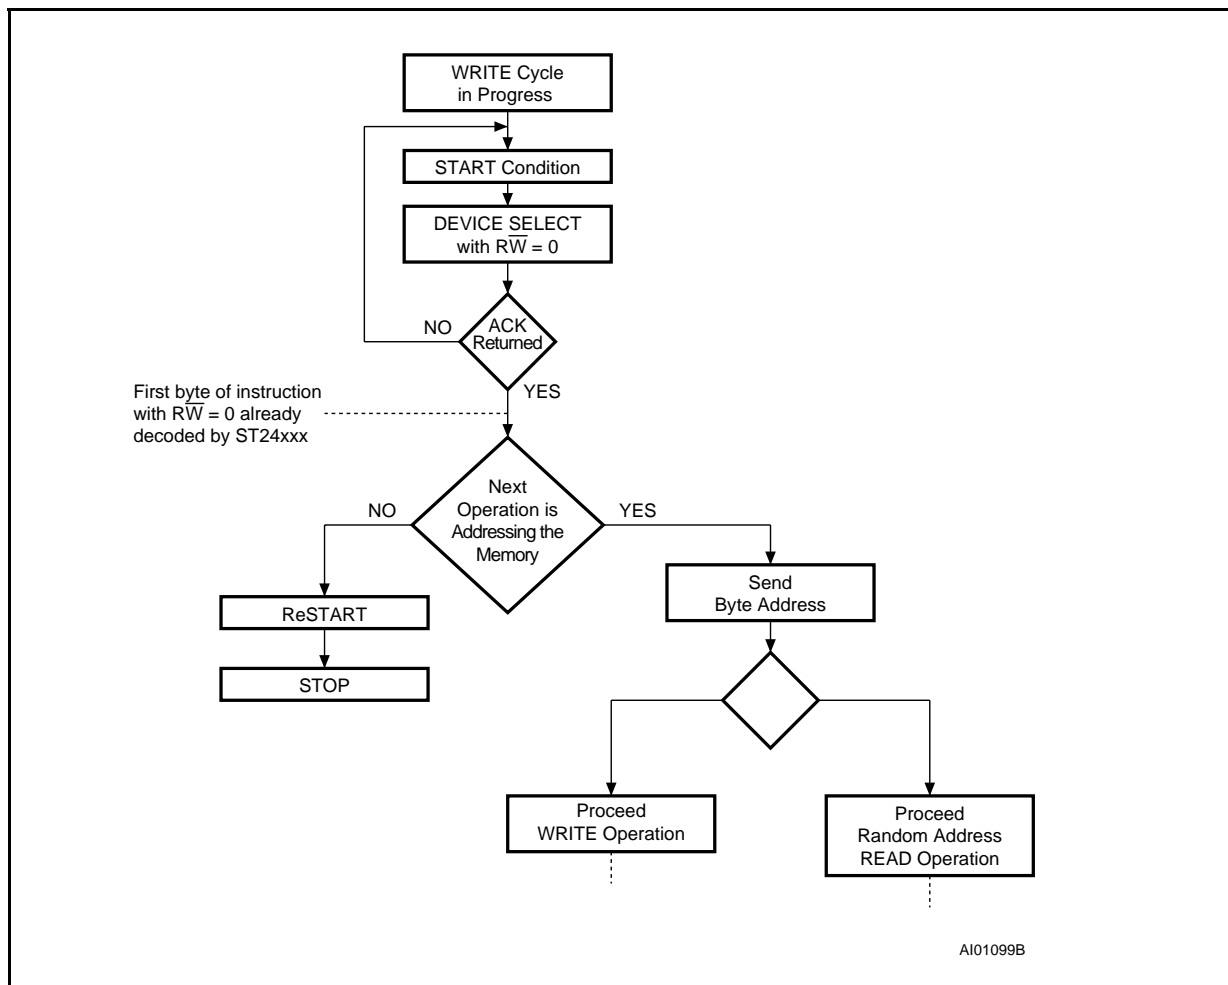 WRITE Cycle
in Progress
START Condition
DEVICE SELECT
with RW̅ = 0
NO
ACK
Returned
YES
First byte of instruction
with RW̅ = 0 already
decoded by ST24xxx
NO
Next
Operation is
Addressing the
Memory
YES
Send
Byte Address
ReSTART
STOP
Proceed
WRITE Operation
Proceed
Random Address
READ Operation
AI01099B